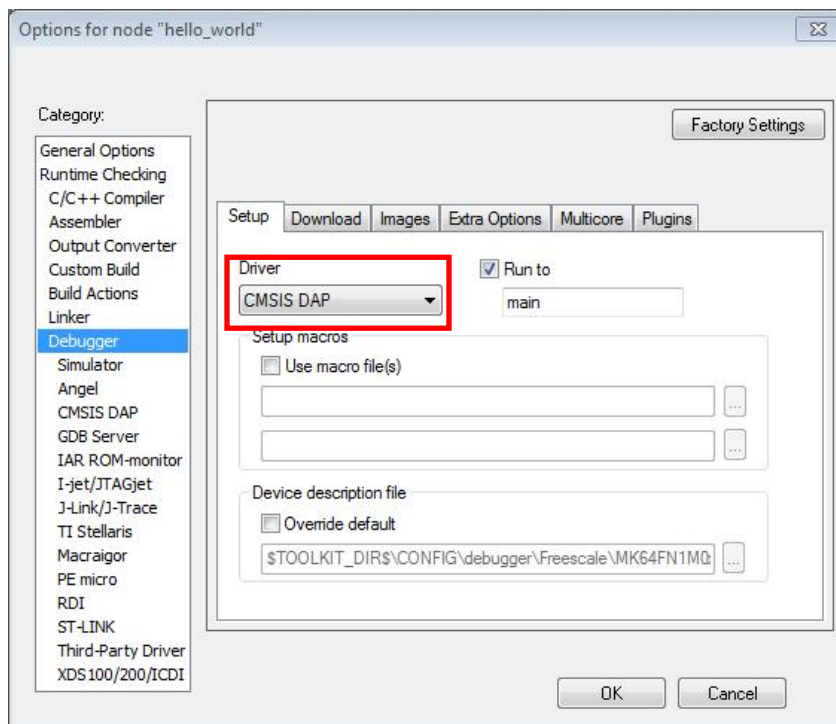 Options for node "hello_world"
Category:
Factory Settings
General Options
Runtime Checking
C/C++ Compiler
Assembler
Output Converter
Custom Build
Build Actions
Linker
Debugger
Simulator
Angel
CMSIS DAP
GDB Server
IAR ROM-monitor
I-jet/JTAGjet
J-Link/J-Trace
TI Stellaris
Macraigor
PE micro
RDI
ST-LINK
Third-Party Driver
XDS100/200/ICDI
Setup Download Images Extra Options Multicore Plugins
Driver
CMSIS DAP
Run to
main
Setup macros
Use macro file(s)
...
...
Device description file
Override default
$TOOLKIT_DIR$\CONFIG\debugger\Freescale\MK64FN1M0
...
OK Cancel